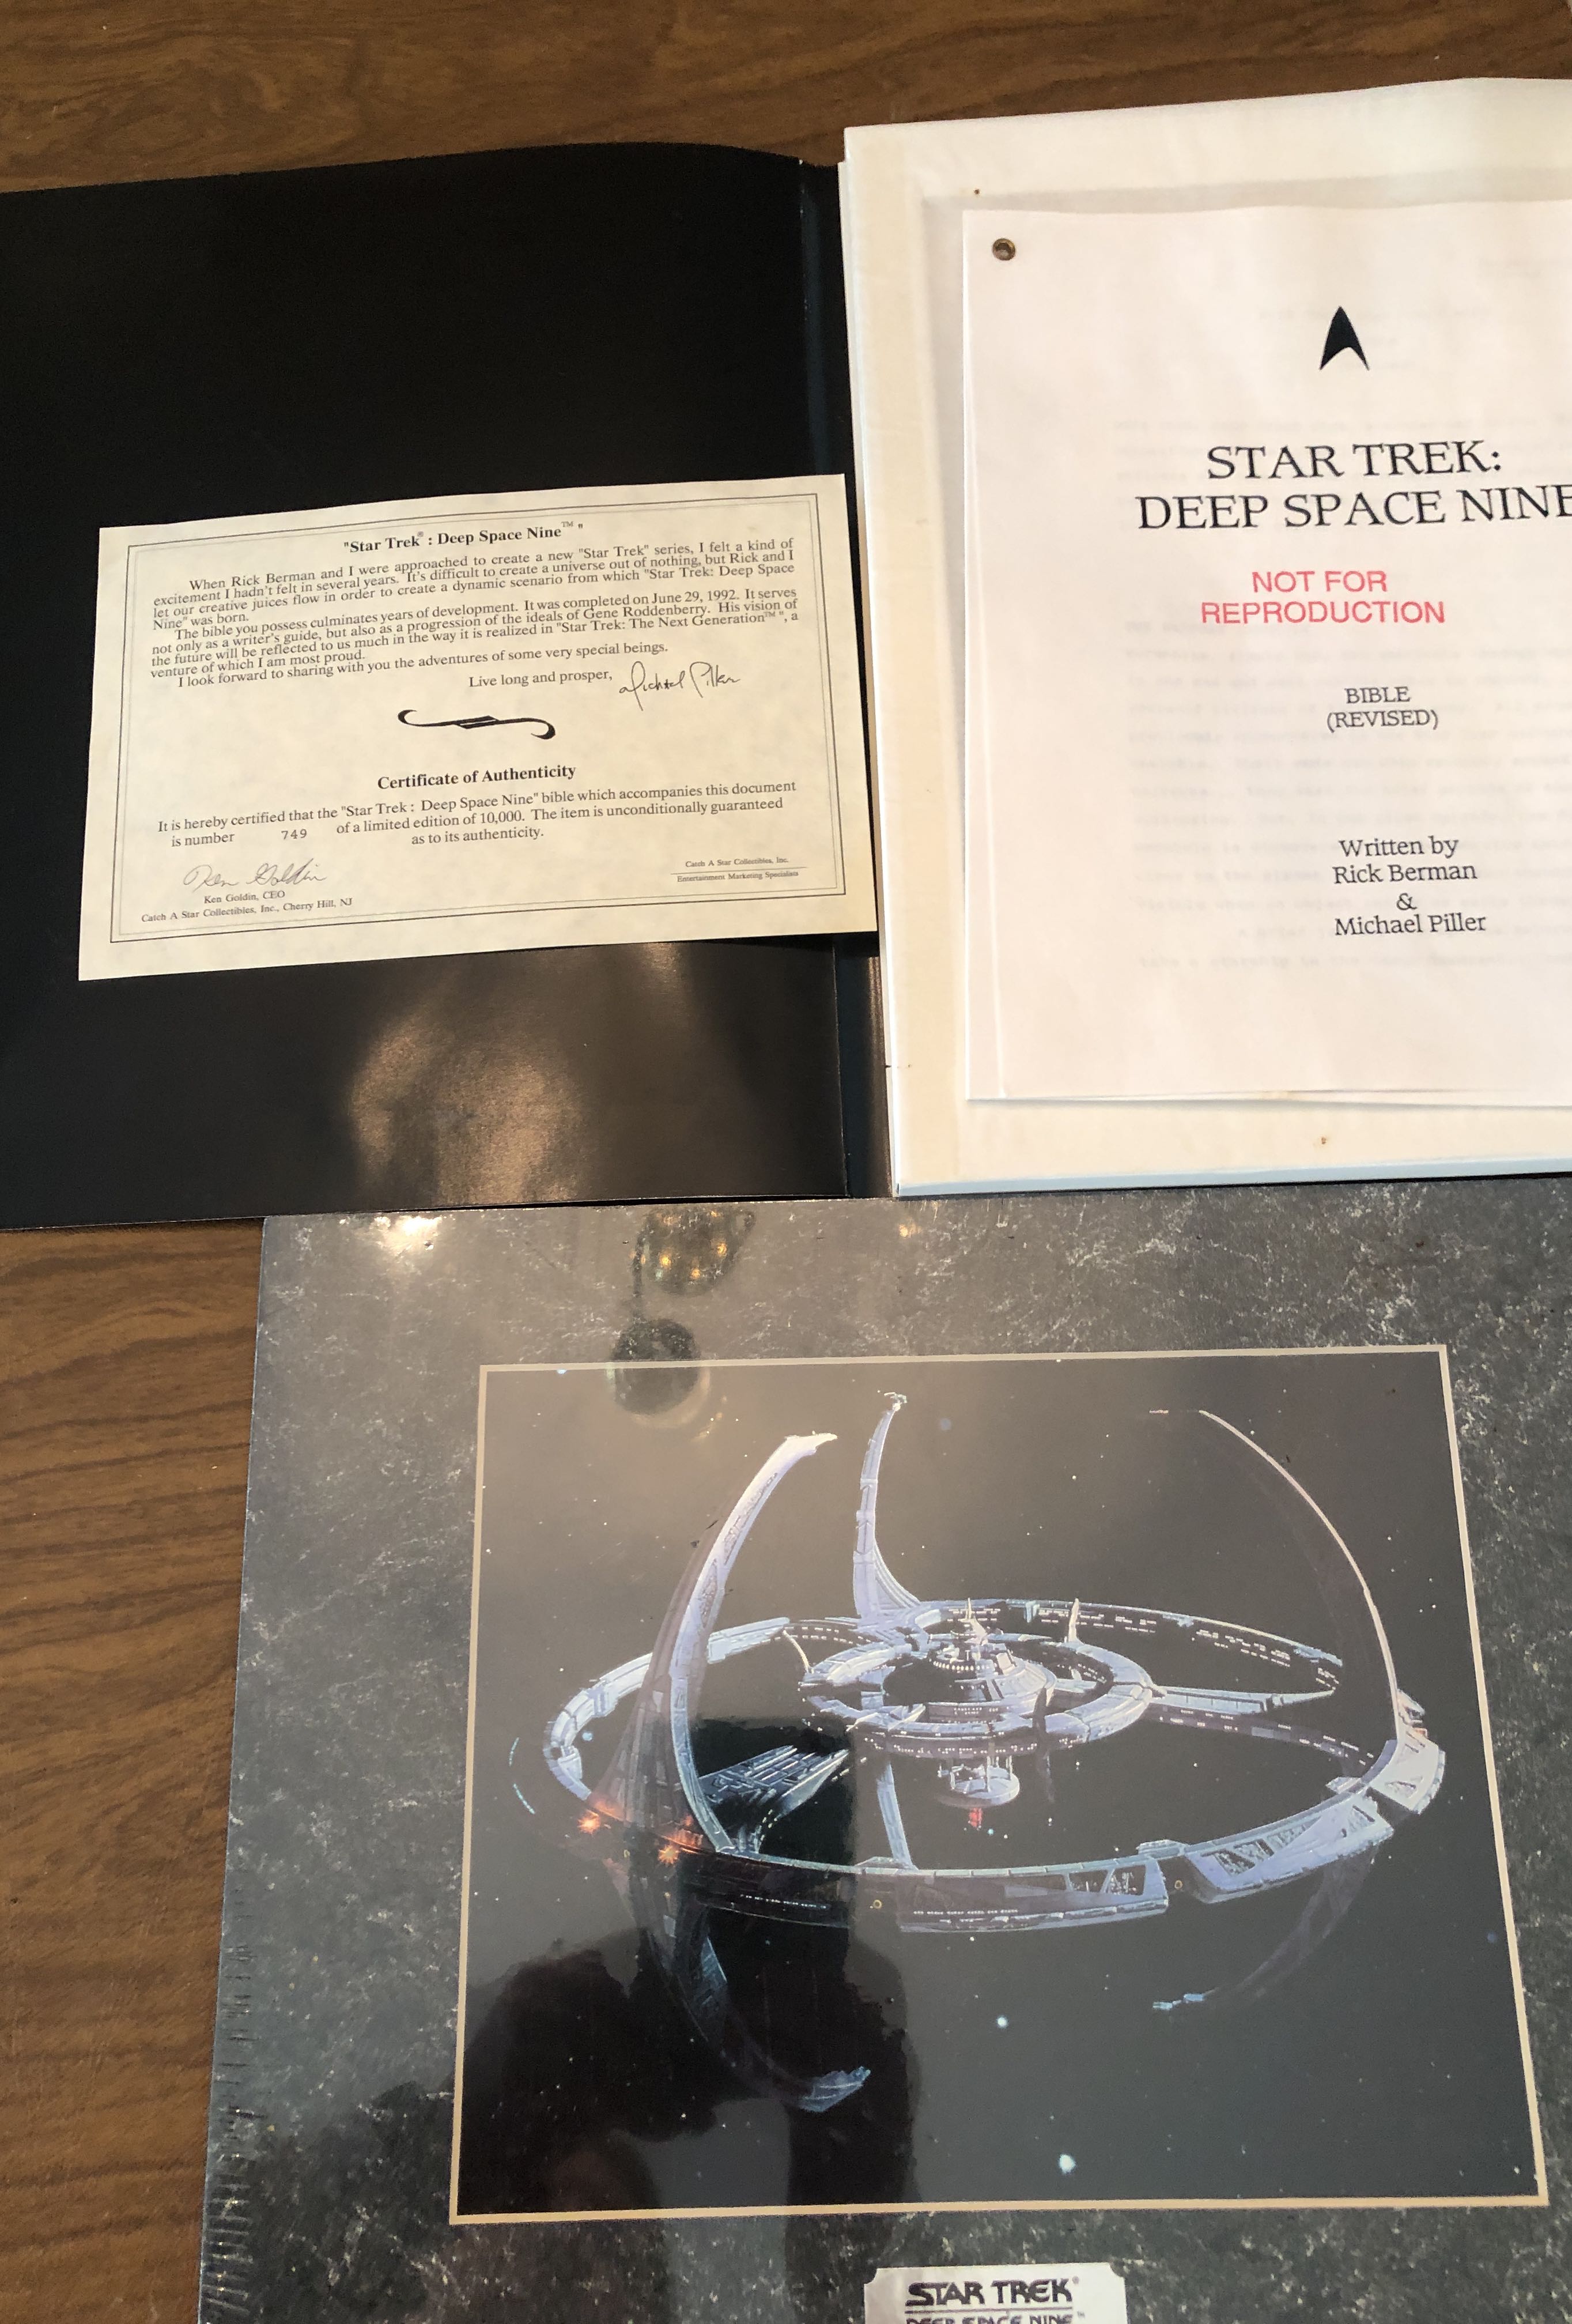 "Star Trek® : Deep Space Nine™ "
When Rick Berman and I were approached to create a new "Star Trek" series, I felt a kind of
excitement I hadn't felt in several years. It's difficult to create a universe out of nothing, but Rick and I
let our creative juices flow in order to create a dynamic scenario from which "Star Trek: Deep Space
Nine" was born.
The bible you possess culminates years of development. It was completed on June 29, 1992. It serves
not only as a writer's guide, but also as a progression of the ideals of Gene Roddenberry. His vision of
the future will be reflected to us much in the way it is realized in "Star Trek: The Next Generation™ ", a
venture of which I am most proud.
I look forward to sharing with you the adventures of some very special beings.
Live long and prosper, Michael Piller
Certificate of Authenticity
It is hereby certified that the "Star Trek : Deep Space Nine" bible which accompanies this document
is number 749 of a limited edition of 10,000. The item is unconditionally guaranteed
as to its authenticity.
Ken Goldin
Ken Goldin, CEO
Catch A Star Collectibles, Inc., Cherry Hill, NJ
Catch A Star Collectibles, Inc.
Entertainment Marketing Specialists
STAR TREK:
DEEP SPACE NINE
NOT FOR
REPRODUCTION
BIBLE
(REVISED)
Written by
Rick Berman
&
Michael Piller
STAR TREK®
DEEP SPACE NINE™